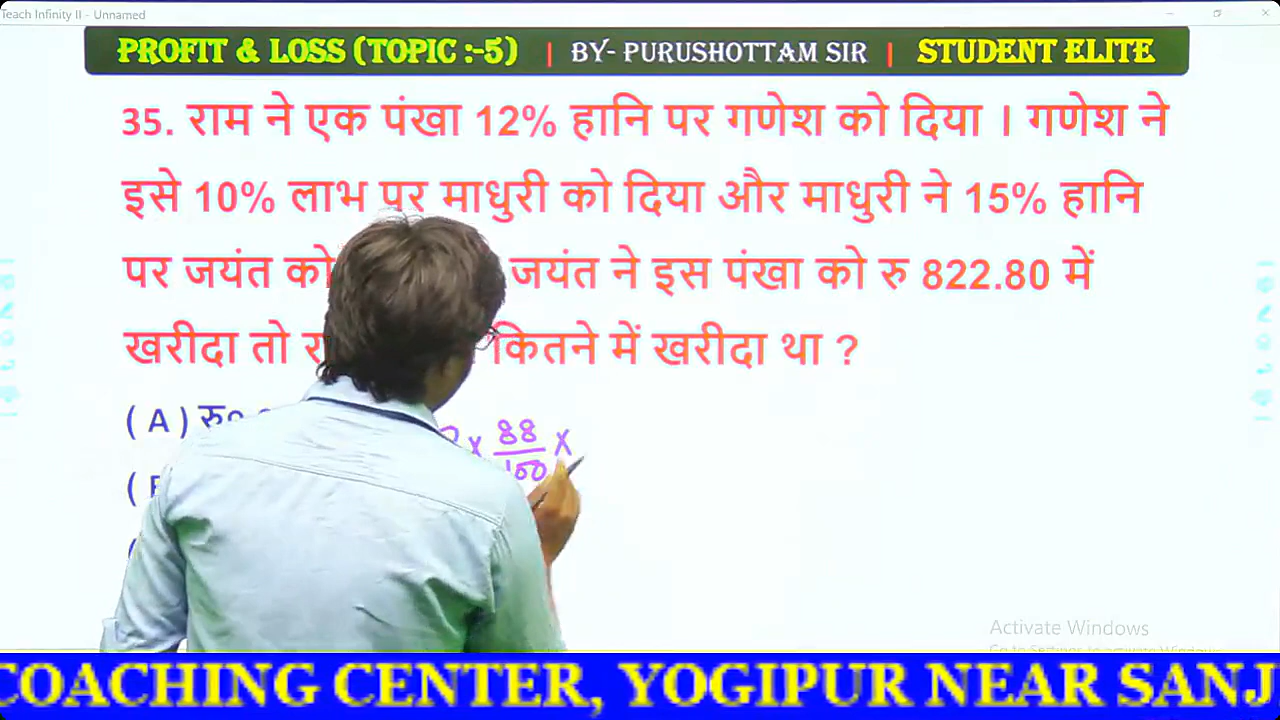 Teach Infinity II - Unnamed
PROFIT & LOSS (TOPIC :-5) | BY- PURUSHOTTAM SIR | STUDENT ELITE
35. राम ने एक पंखा 12% हानि पर गणेश को दिया । गणेश ने
इसे 10% लाभ पर माधुरी को दिया और माधुरी ने 15% हानि
पर जयंत को जयंत ने इस पंखा को रु 822.80 में
खरीदा तो कितने में खरीदा था ?
( A ) रु०
× 88/100 ×
(
(
Activate Windows
COACHING CENTER, YOGIPUR NEAR SANJ